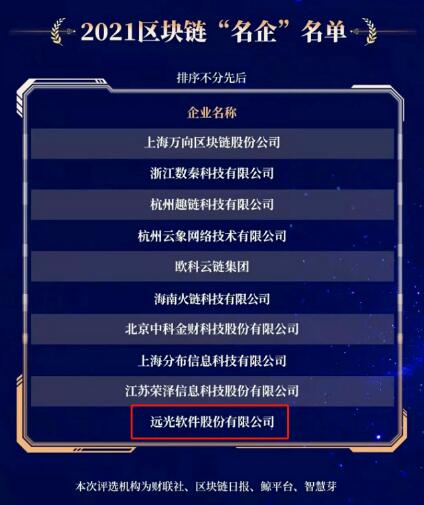 2021区块链“名企”名单
排序不分先后
企业名称
上海万向区块链股份公司
浙江数秦科技有限公司
杭州趣链科技有限公司
杭州云象网络技术有限公司
欧科云链集团
海南火链科技有限公司
北京中科金财科技股份有限公司
上海分布信息科技有限公司
江苏荣泽信息科技股份有限公司
远光软件股份有限公司
本次评选机构为财联社、区块链日报、鲸平台、智慧芽